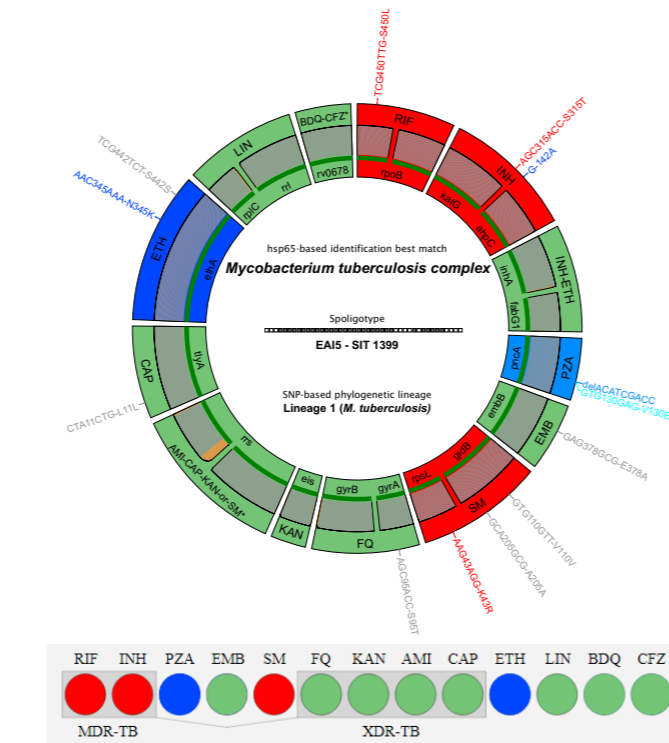 TCG450TTG-S450L
AGC315ACC-S315T
G-142A
TCG442TCT-S442S
AAC345AAA-N345K
CTA11CTG-L11L
delACATCGACC
GTG130GAG-V130E
GAG378GCG-E378A
GTG110GTT-V110V
GCA205GCG-A205A
AAG43AGG-K43R
AGC95ACC-S95T
BDQ-CFZ*
RIF
INH
INH-ETH
PZA
EMB
SM
FQ
KAN
AMI-CAP-KAN-or-SM*
CAP
ETH
LIN
rv0678
rpoB
katG
ahpC
inhA
fabG1
pncA
embB
gidB
rpsL
gyrA
gyrB
eis
rrs
tlyA
ethA
rplC
rrl
hsp65-based identification best match
Mycobacterium tuberculosis complex
Spoligotype
EAI5 - SIT 1399
SNP-based phylogenetic lineage
Lineage 1 (M. tuberculosis)
RIF INH PZA EMB SM FQ KAN AMI CAP ETH LIN BDQ CFZ
MDR-TB XDR-TB